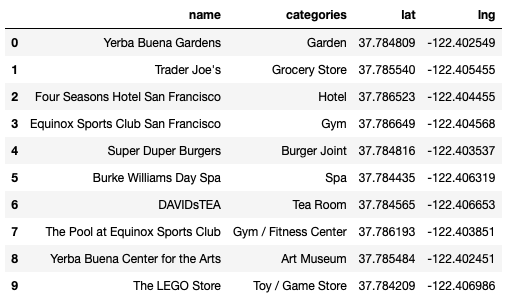 name categories lat lng
0 Yerba Buena Gardens Garden 37.784809 -122.402549
1 Trader Joe's Grocery Store 37.785540 -122.405455
2 Four Seasons Hotel San Francisco Hotel 37.786523 -122.404455
3 Equinox Sports Club San Francisco Gym 37.786649 -122.404568
4 Super Duper Burgers Burger Joint 37.784816 -122.403537
5 Burke Williams Day Spa Spa 37.784435 -122.406319
6 DAVIDsTEA Tea Room 37.784565 -122.406653
7 The Pool at Equinox Sports Club Gym / Fitness Center 37.786193 -122.403851
8 Yerba Buena Center for the Arts Art Museum 37.785484 -122.402451
9 The LEGO Store Toy / Game Store 37.784209 -122.406986